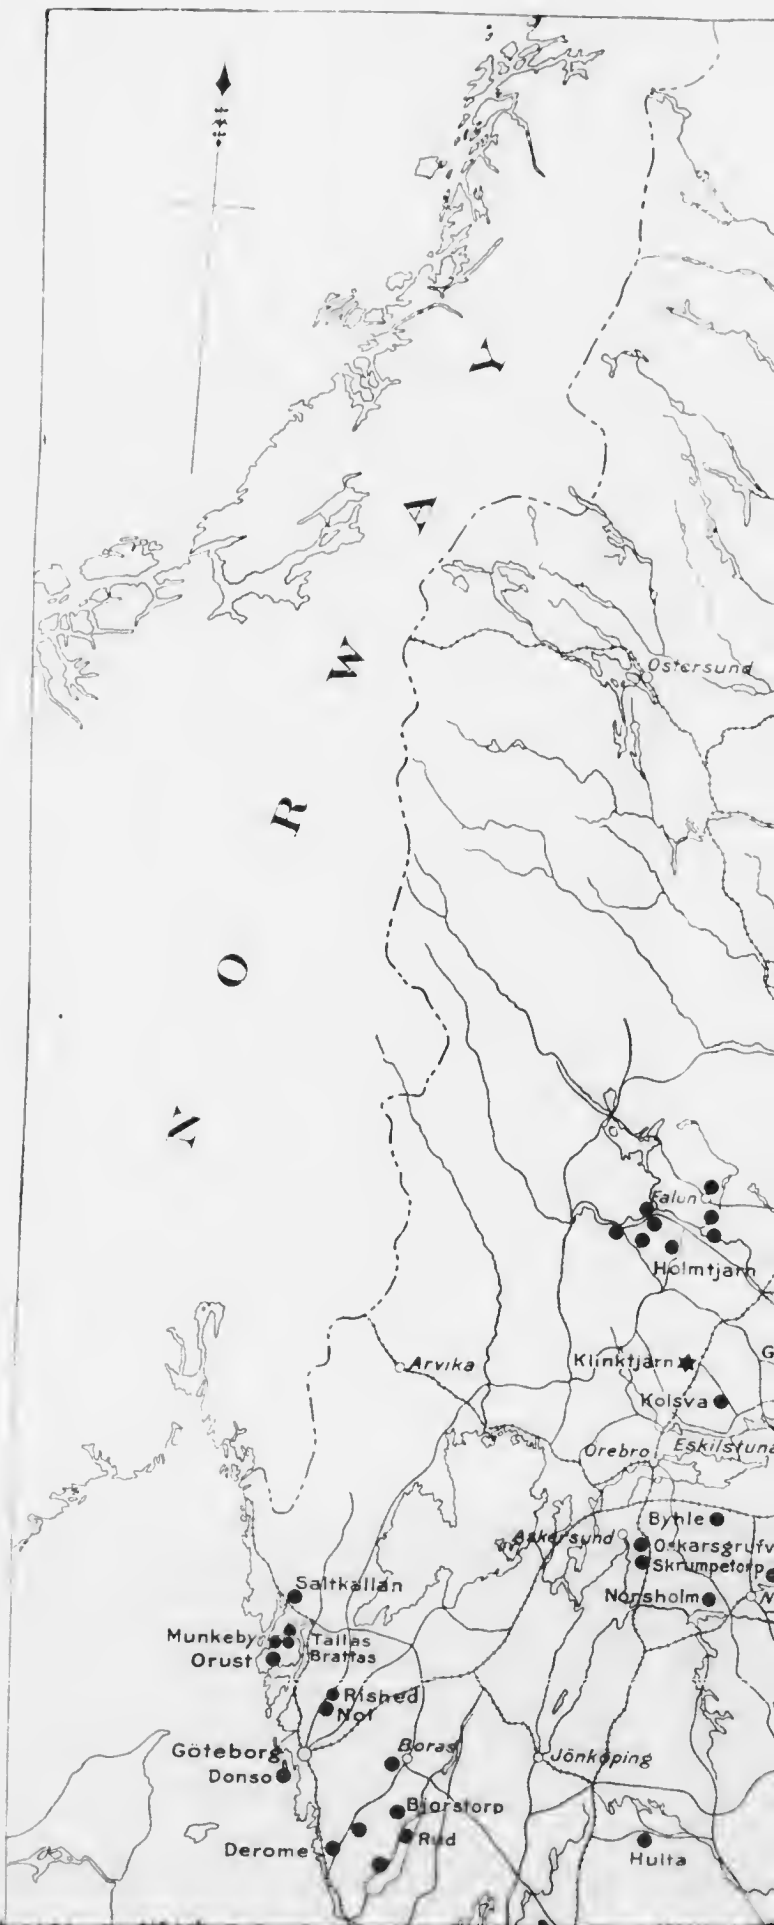 NORWAY
Ostersund
Falun
Holmtjarn
Klinktjarn
G
Arvika
Kolsva
Orebro
Eskilstuna
Byhle
Askersund
Oskarsgrufv
Skrumpetorp
Norsholm
N
Saltkallan
Munkeby
Tallas
Orust
Brattas
Rished
Nol
Göteborg
Boras
Jönköping
Donso
Bjorstorp
Derome
Rud
Hulta